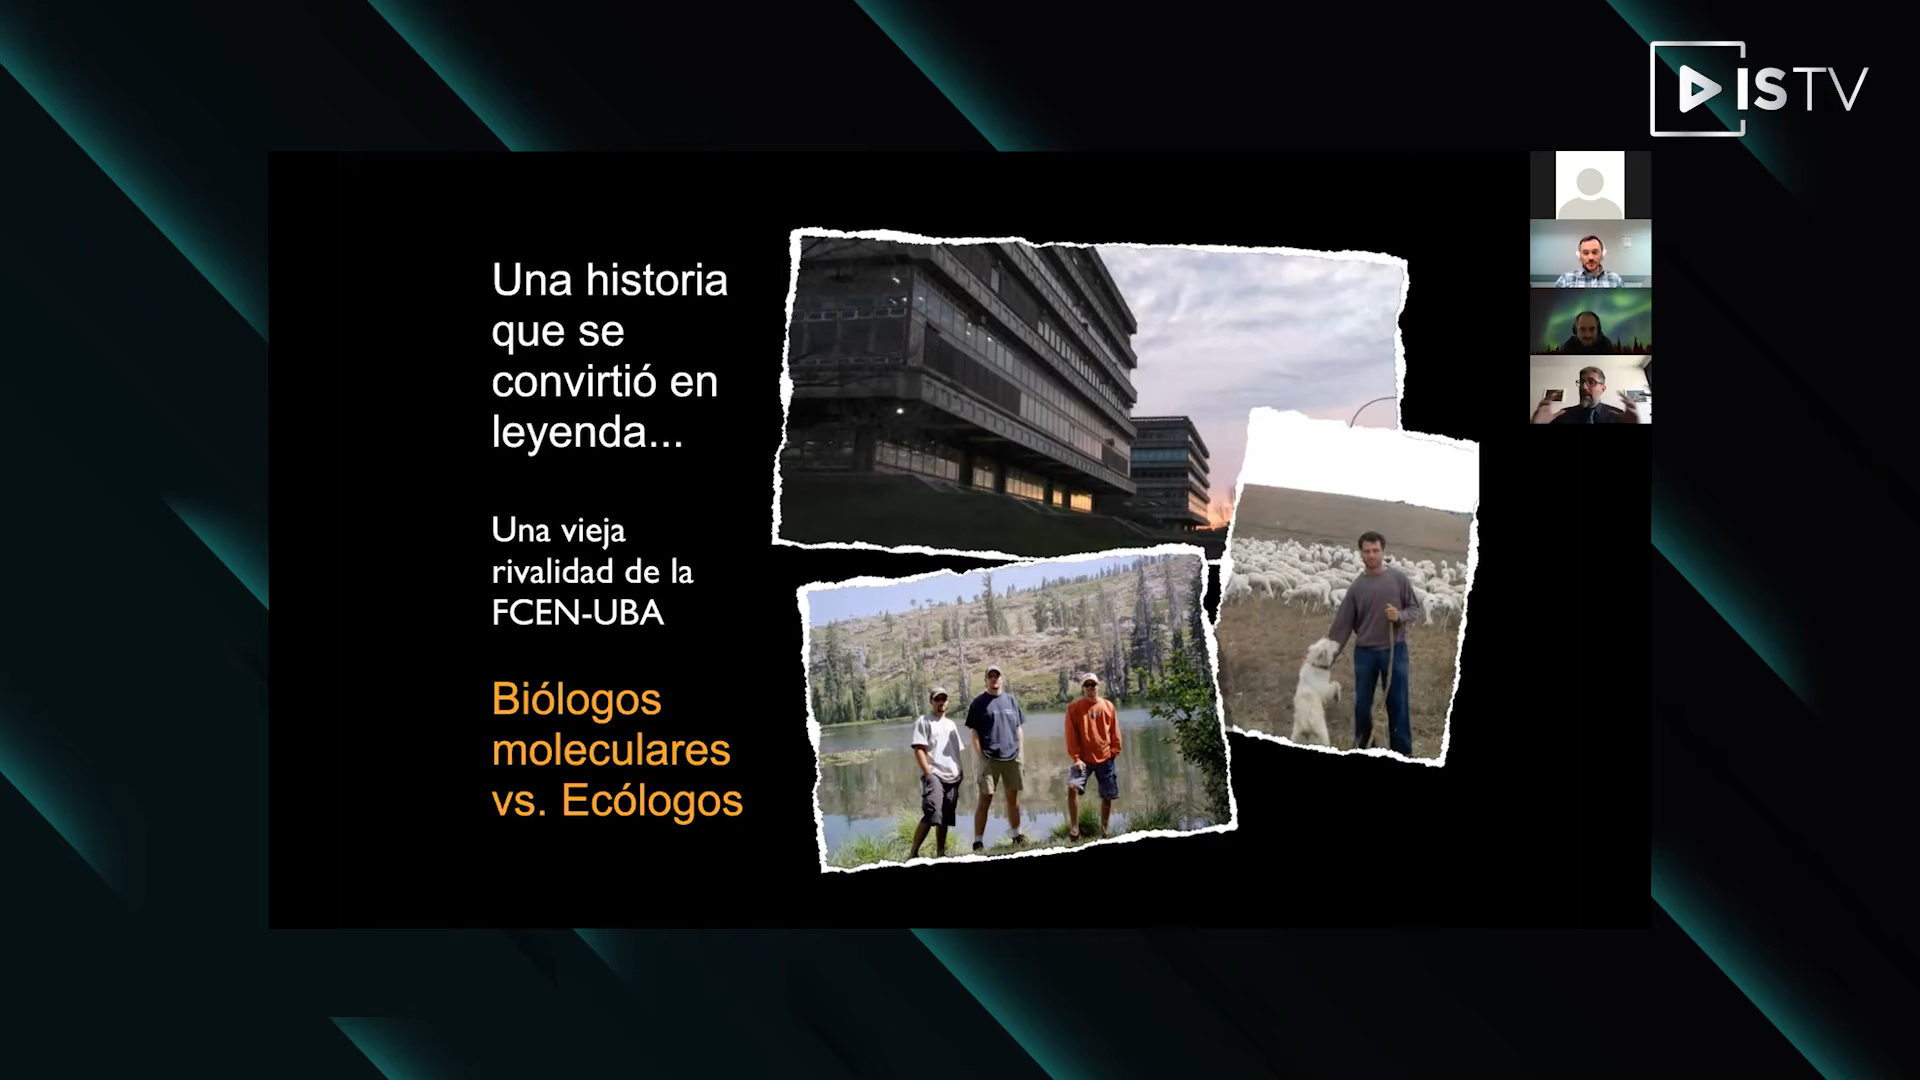 ISTV
Una historia
que se
convirtió en
leyenda...
Una vieja
rivalidad de la
FCEN-UBA
Biólogos
moleculares
vs. Ecólogos